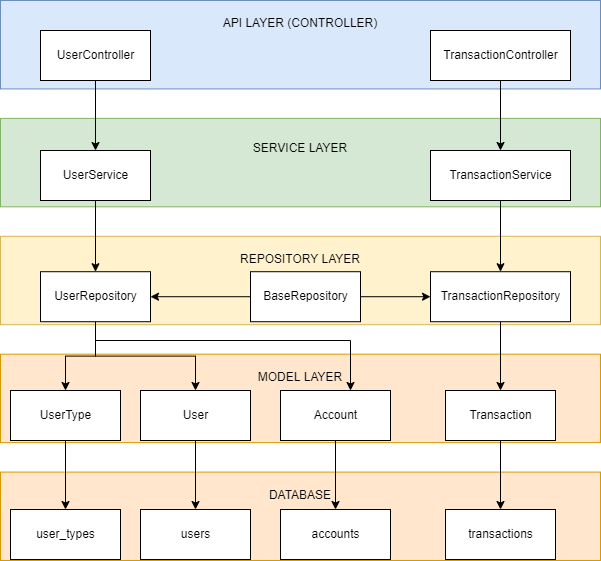 API LAYER (CONTROLLER)
UserController
TransactionController
SERVICE LAYER
UserService
TransactionService
REPOSITORY LAYER
UserRepository
BaseRepository
TransactionRepository
MODEL LAYER
UserType
User
Account
Transaction
DATABASE
user_types
users
accounts
transactions